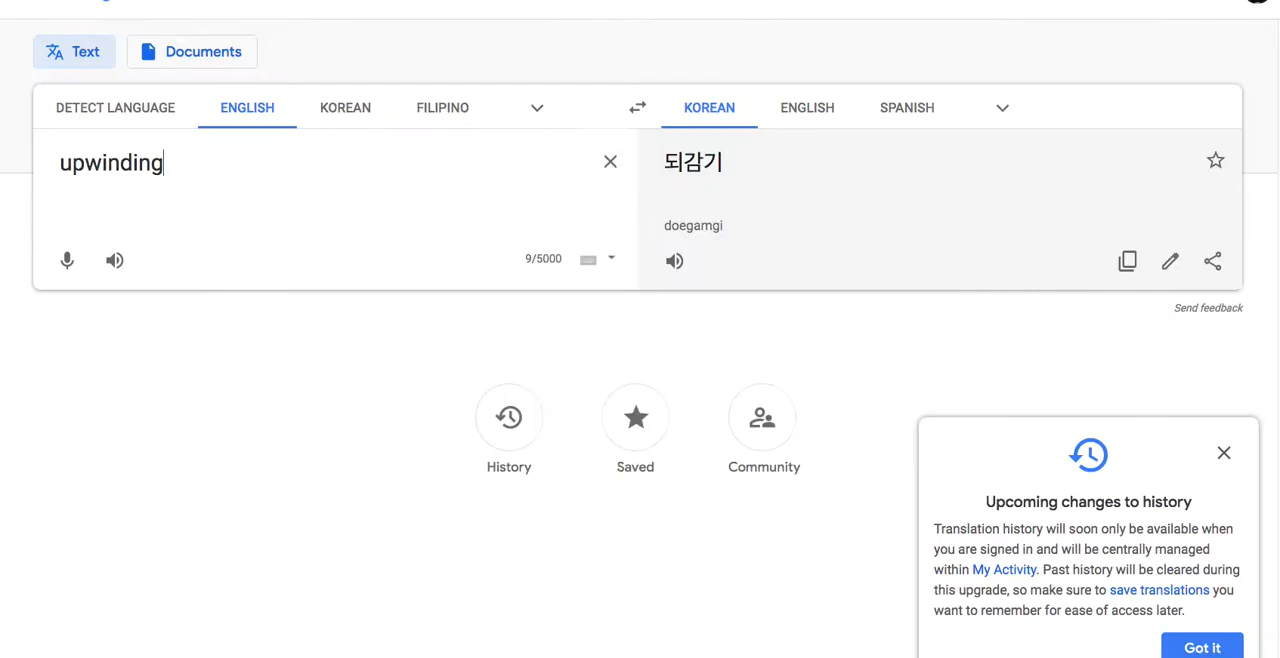 Text
Documents
DETECT LANGUAGE ENGLISH KOREAN FILIPINO KOREAN ENGLISH SPANISH
upwinding
되감기
doegamgi
9/5000
Send feedback
History
Saved
Community
Upcoming changes to history
Translation history will soon only be available when
you are signed in and will be centrally managed
within My Activity. Past history will be cleared during
this upgrade, so make sure to save translations you
want to remember for ease of access later.
Got it